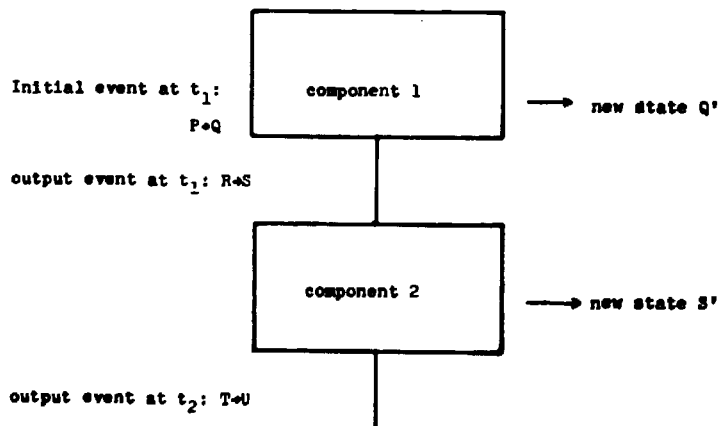 Initial event at t1:
component 1
new dtate Q'
P→Q
output event at t1: R→S
component 2
new state S'
output event at t2: T→U